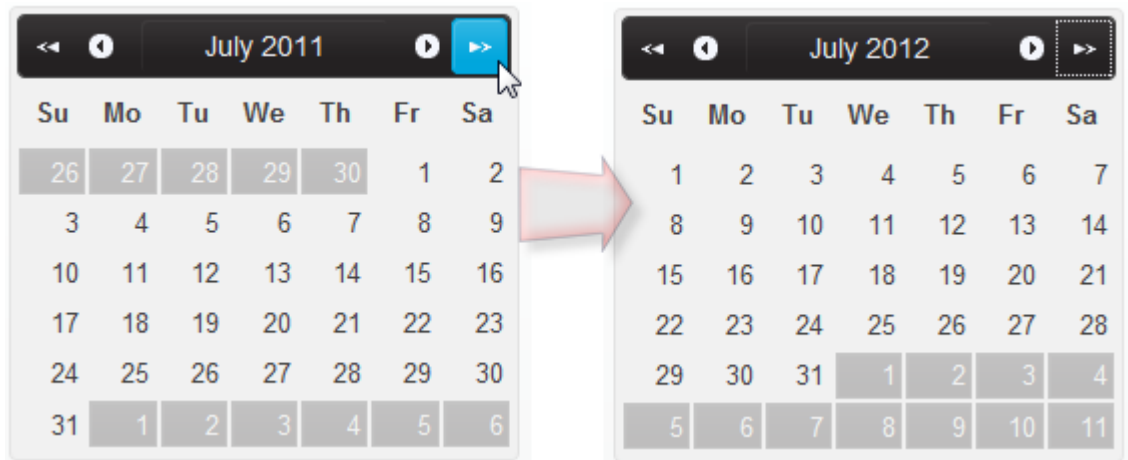 July 2011
Su Mo Tu We Th Fr Sa
26 27 28 29 30 1 2
3 4 5 6 7 8 9
10 11 12 13 14 15 16
17 18 19 20 21 22 23
24 25 26 27 28 29 30
31 1 2 3 4 5 6
July 2012
Su Mo Tu We Th Fr Sa
1 2 3 4 5 6 7
8 9 10 11 12 13 14
15 16 17 18 19 20 21
22 23 24 25 26 27 28
29 30 31 1 2 3 4
5 6 7 8 9 10 11